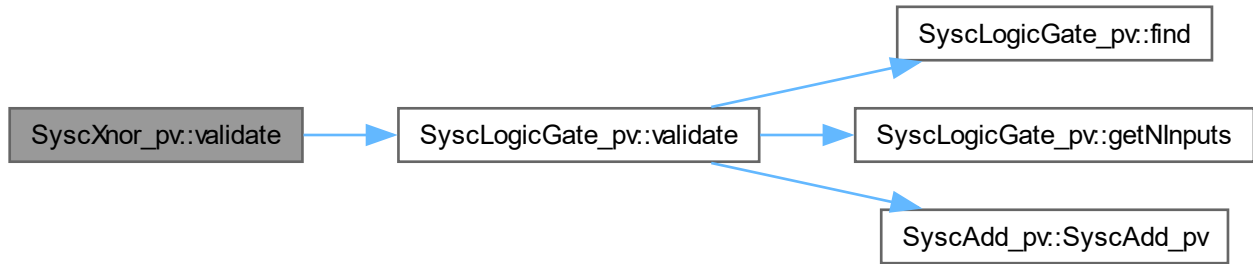 SyscLogicGate_pv::find
SyscXnor_pv::validate
SyscLogicGate_pv::validate
SyscLogicGate_pv::getNInputs
SyscAdd_pv::SyscAdd_pv